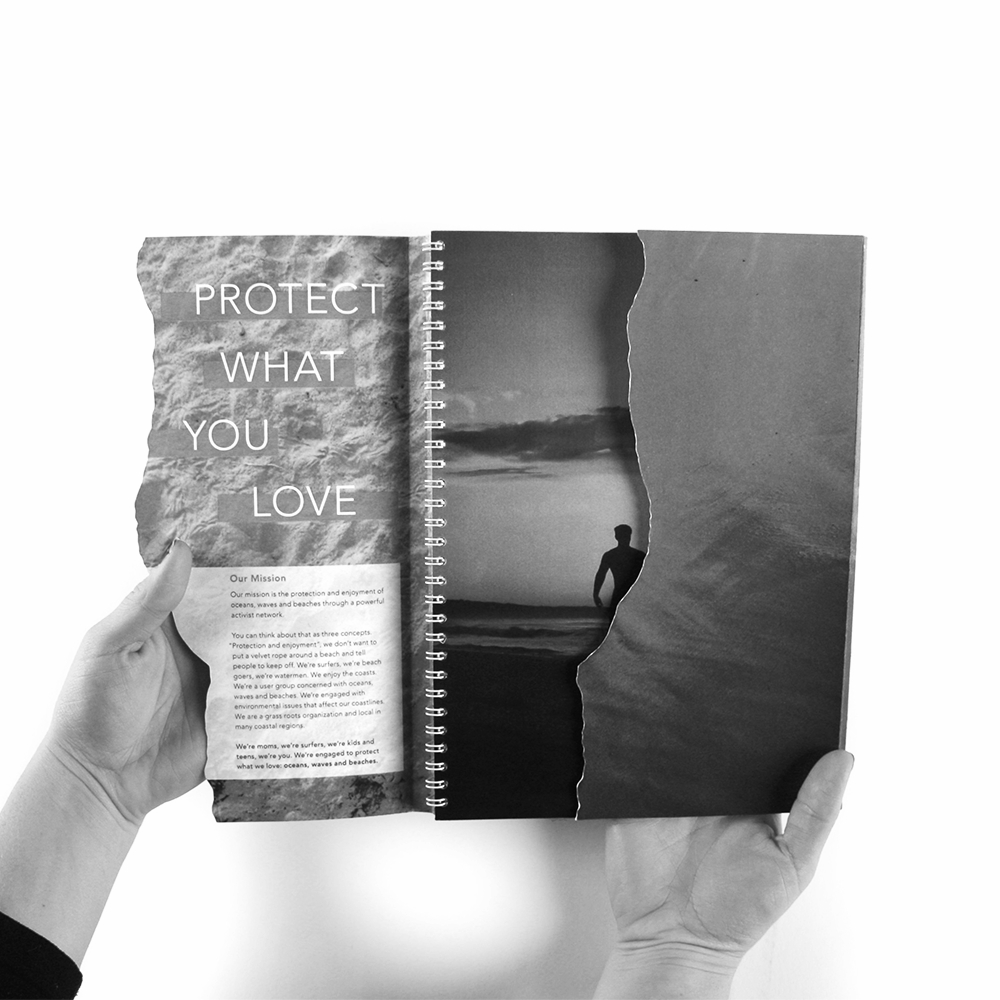 PROTECT
WHAT
YOU
LOVE
Our Mission
Our mission is the protection and enjoyment of
oceans, waves and beaches through a powerful
activist network.
You can think about that as three concepts
"Protection and enjoyment", we don't want to
put a velvet rope around a beach and tell
people to keep off. We're surfers, we're beach
goers, we're watermen. We enjoy the coasts.
We're a user group concerned with oceans,
waves and beaches. We're engaged with
environmental issues that affect our coastlines.
We are a grass roots organization and local in
many coastal regions.
We're moms, we're surfers, we're kids and
teens, we're you. We're engaged to protect
what we love: oceans, waves and beaches.